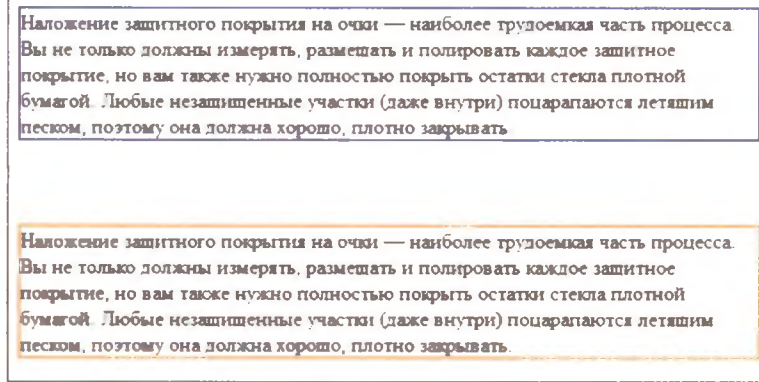 Наложение защитного покрытия на очки — наиболее трудоемкая часть процесса.
Вы не только должны измерять, размещать и полировать каждое защитное
покрытие, но вам также нужно полностью покрыть остатки стекла плотной
бумагой. Любые незащищенные участки (даже внутри) поцарапаются летящим
песком, поэтому она должна хорошо, плотно закрывать
Наложение защитного покрытия на очки — наиболее трудоемкая часть процесса.
Вы не только должны измерять, размещать и полировать каждое защитное
покрытие, но вам также нужно полностью покрыть остатки стекла плотной
бумагой. Любые незащищенные участки (даже внутри) поцарапаются летящим
песком, поэтому она должна хорошо, плотно закрывать.